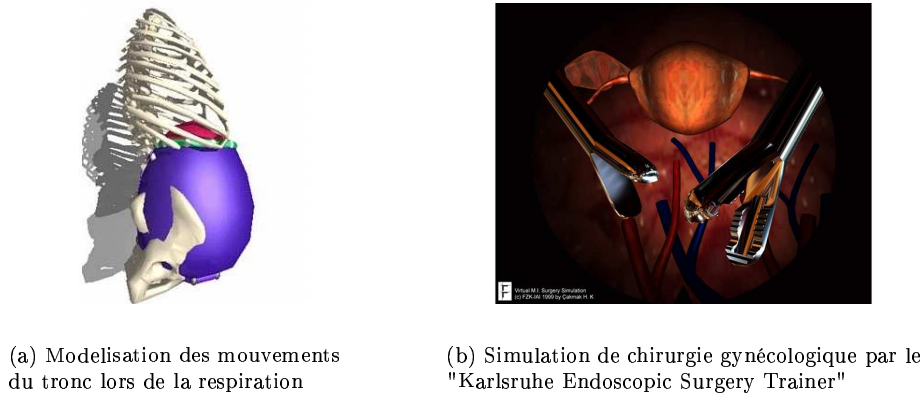 F
Virtual M.I. Surgery Simulation
(c) FZK-IAI 1999 by Çakmak H. K
(a) Modelisation des mouvements
du tronc lors de la respiration
(b) Simulation de chirurgie gynécologique par le
"Karlsruhe Endoscopic Surgery Trainer"